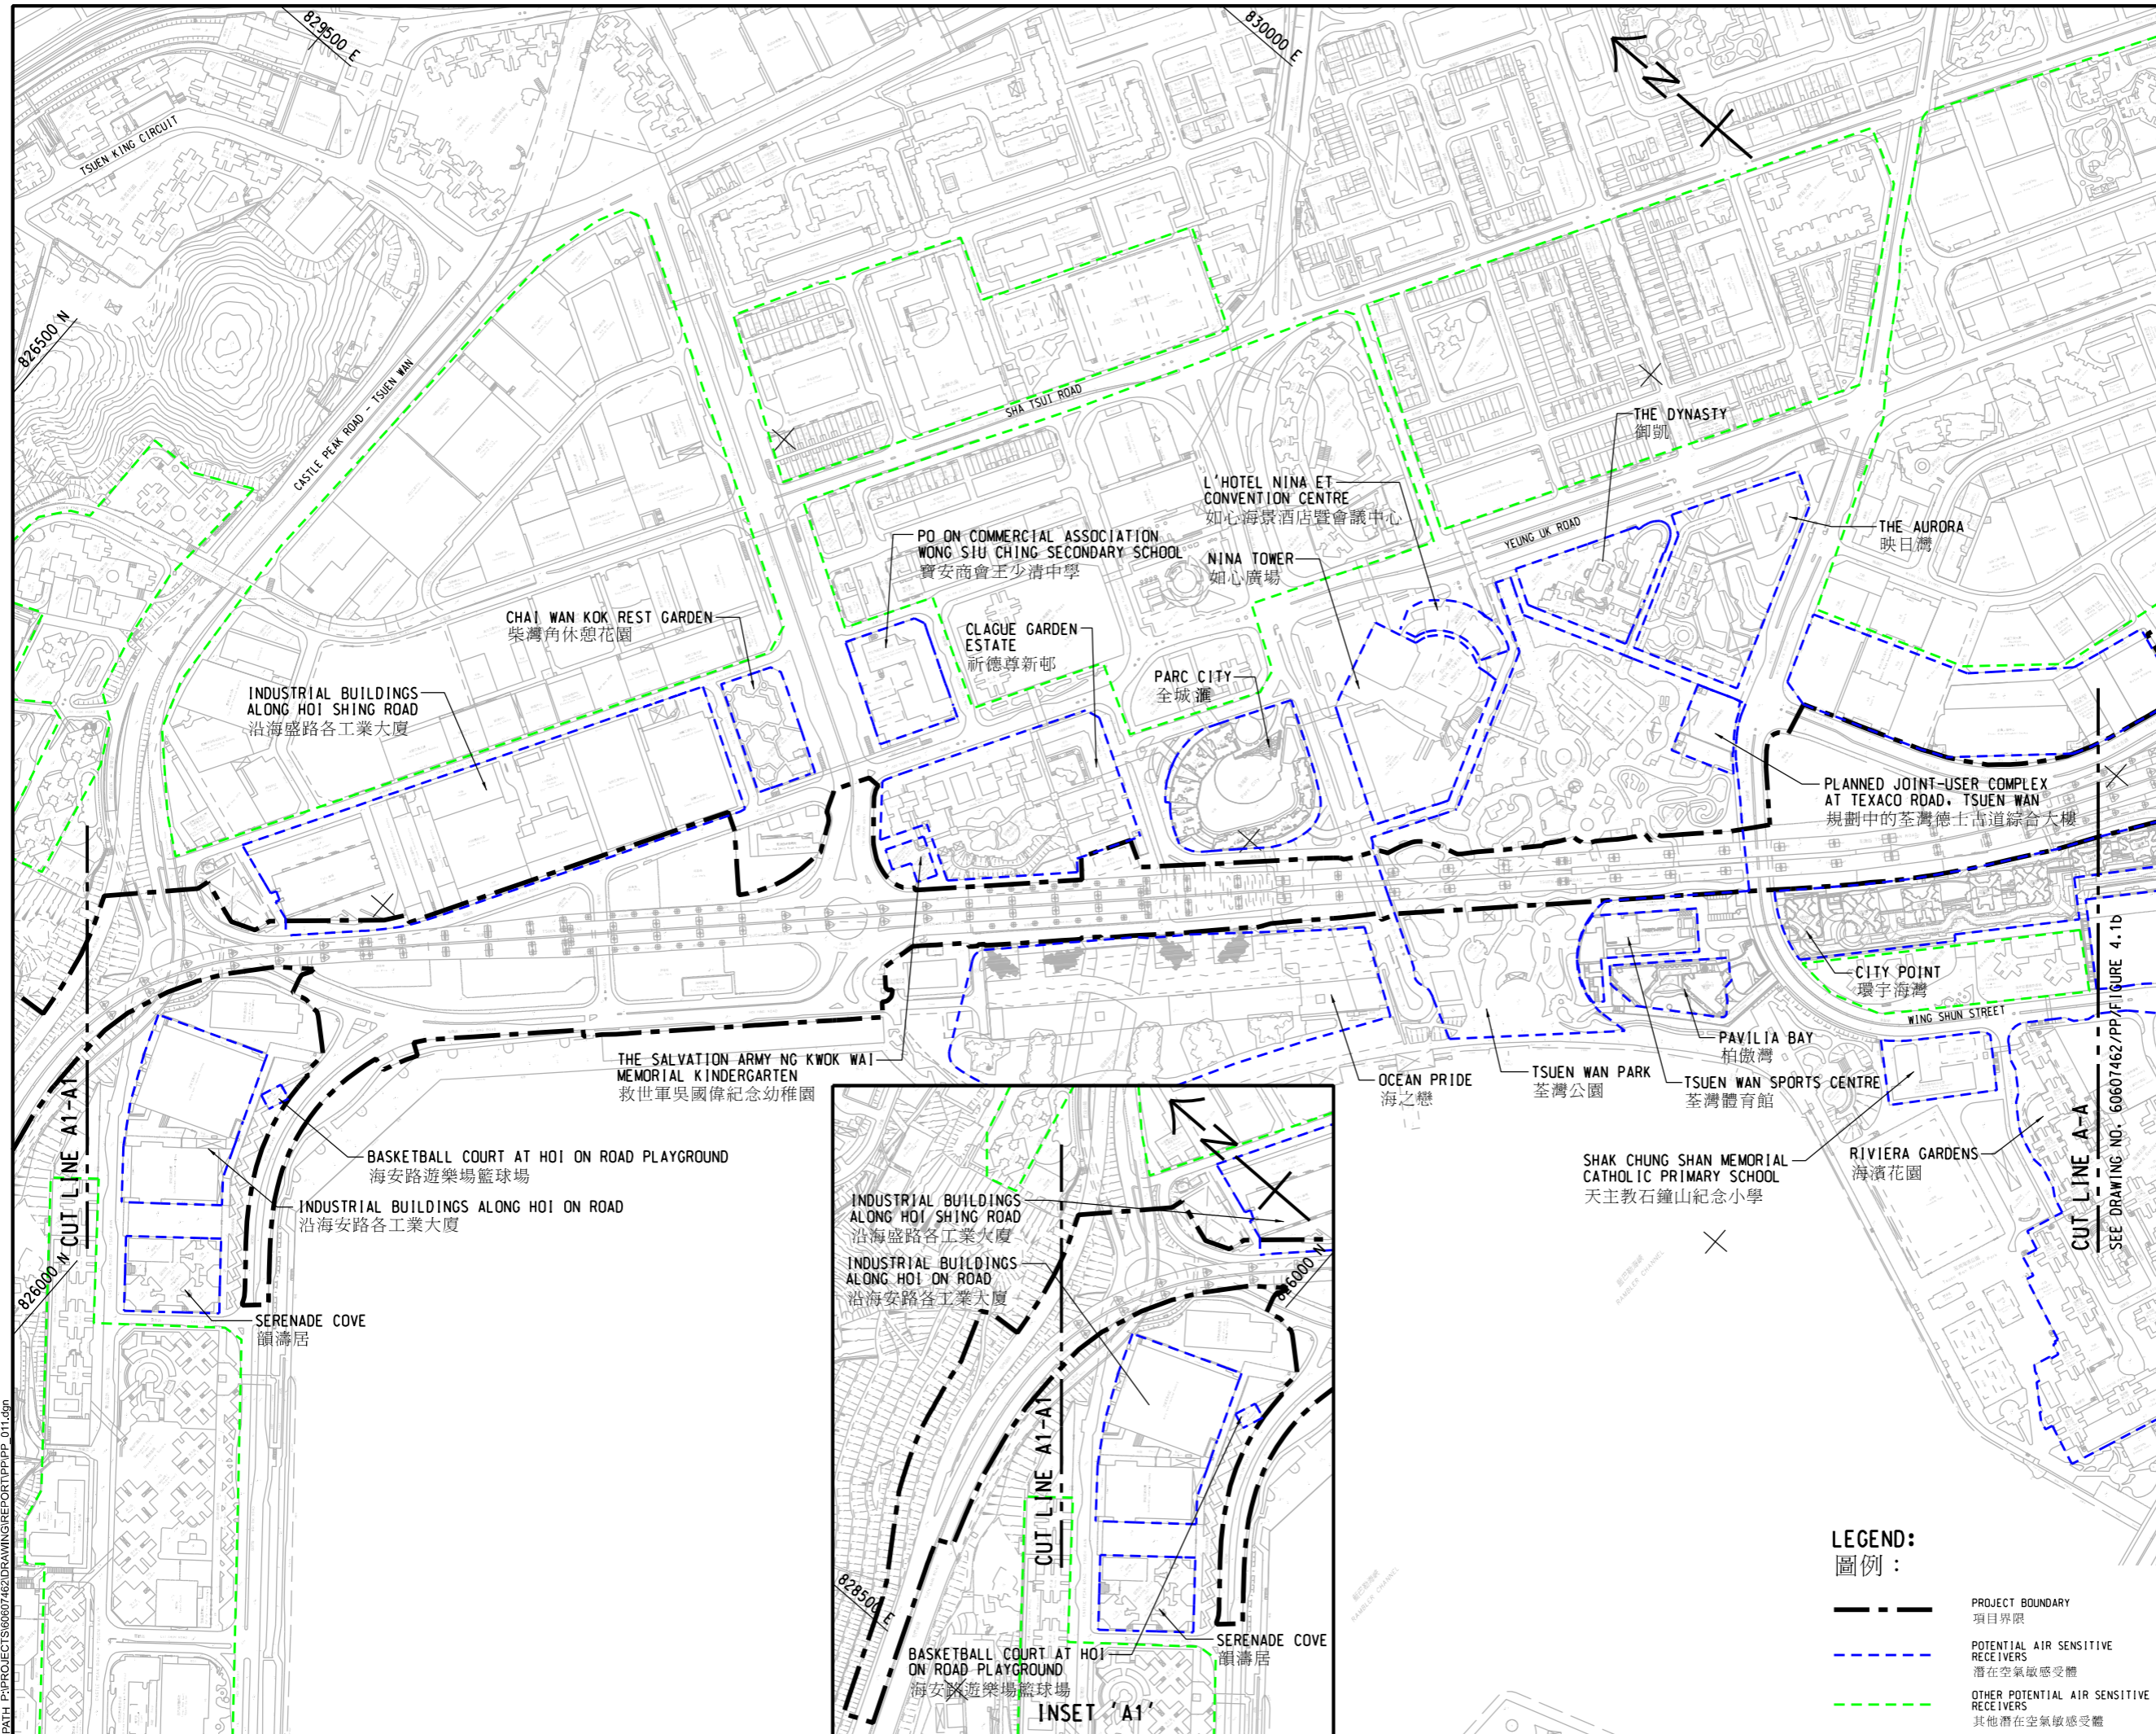 829500 E
830000 E
N
TSUEN KING CIRCUIT
826500 N
CASTLE PEAK ROAD - TSUEN WAN
SHA TSUI ROAD
THE DYNASTY
御凱
L'HOTEL NINA ET
CONVENTION CENTRE
如心海景酒店暨會議中心
YEUNG UK ROAD
THE AURORA
映日灣
PO ON COMMERCIAL ASSOCIATION
WONG SIU CHING SECONDARY SCHOOL
寶安商會王少清中學
NINA TOWER
如心廣場
CHAI WAN KOK REST GARDEN
柴灣角休憩花園
CLAGUE GARDEN
ESTATE
祈德尊新邨
PARC CITY
全城滙
INDUSTRIAL BUILDINGS
ALONG HOI SHING ROAD
沿海盛路各工業大廈
PLANNED JOINT-USER COMPLEX
AT TEXACO ROAD, TSUEN WAN
規劃中的荃灣德士古道綜合大樓
CITY POINT
環宇海灣
WING SHUN STREET
PAVILIA BAY
柏傲灣
THE SALVATION ARMY NG KWOK WAI
MEMORIAL KINDERGARTEN
救世軍吳國偉紀念幼稚園
OCEAN PRIDE
海之戀
TSUEN WAN PARK
荃灣公園
TSUEN WAN SPORTS CENTRE
荃灣體育館
SHAK CHUNG SHAN MEMORIAL
CATHOLIC PRIMARY SCHOOL
天主教石鐘山紀念小學
RIVIERA GARDENS
海濱花園
CUT LINE A-A
SEE DRAWING NO. 60607462/PP/FIGURE 4.1b
CUT LINE A1-A1
826000 N
BASKETBALL COURT AT HOI ON ROAD PLAYGROUND
海安路遊樂場籃球場
INDUSTRIAL BUILDINGS ALONG HOI ON ROAD
沿海安路各工業大廈
SERENADE COVE
韻濤居
N
INDUSTRIAL BUILDINGS
ALONG HOI SHING ROAD
沿海盛路各工業大廈
INDUSTRIAL BUILDINGS
ALONG HOI ON ROAD
沿海安路各工業大廈
826000 N
CUT LINE A1-A1
828500 E
SERENADE COVE
韻濤居
BASKETBALL COURT AT HOI
ON ROAD PLAYGROUND
海安路遊樂場籃球場
INSET 'A1'
RAMBLER CHANNEL
LEGEND:
圖例：
PROJECT BOUNDARY
項目界限
POTENTIAL AIR SENSITIVE
RECEIVERS
潛在空氣敏感受體
OTHER POTENTIAL AIR SENSITIVE
RECEIVERS
其他潛在空氣敏感受體
PATH P:\PROJECTS\60607462\DRAWING\REPORT\PP\PP_011.dgn